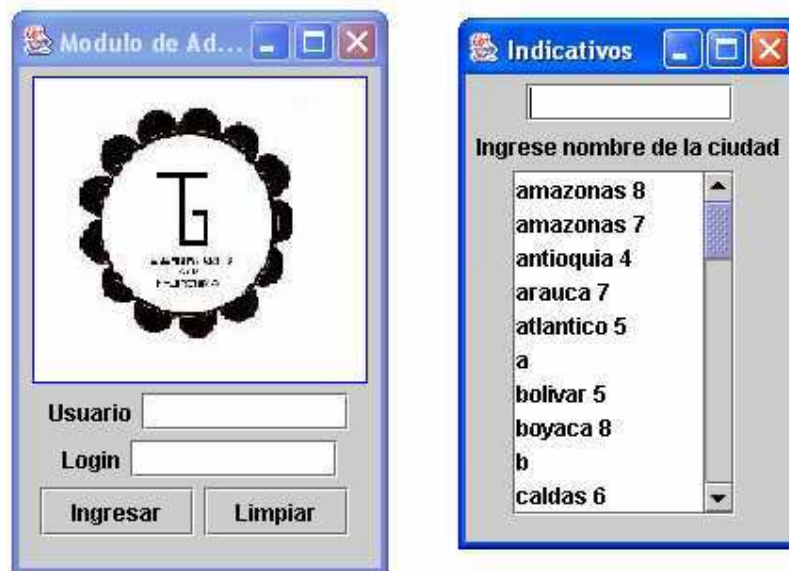 Modulo de Ad...
TG
Usuario
Login
Ingresar
Limpiar
Indicativos
Ingrese nombre de la ciudad
amazonas 8
amazonas 7
antioquia 4
arauca 7
atlantico 5
a
bolivar 5
boyaca 8
b
caldas 6